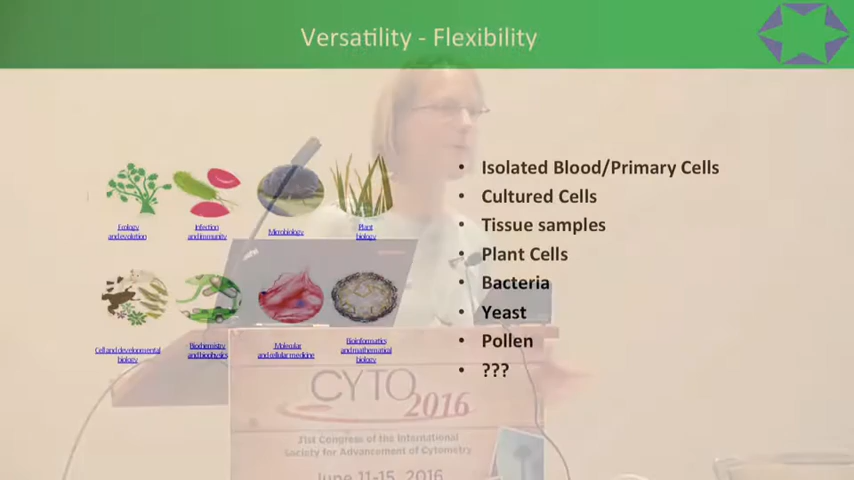 Versatility - Flexibility
Ecology
and evolution
Infection
and immunity
Microbiology
Plant
biology
Cell and developmental
biology
Biochemistry
and biophysics
Molecular
and cellular medicine
Bioinformatics
and mathematical
biology
• Isolated Blood/Primary Cells
• Cultured Cells
• Tissue samples
• Plant Cells
• Bacteria
• Yeast
• Pollen
• ???
CYTO
2016
31st Congress of the International
Society for Advancement of Cytometry
June 11-15, 2016